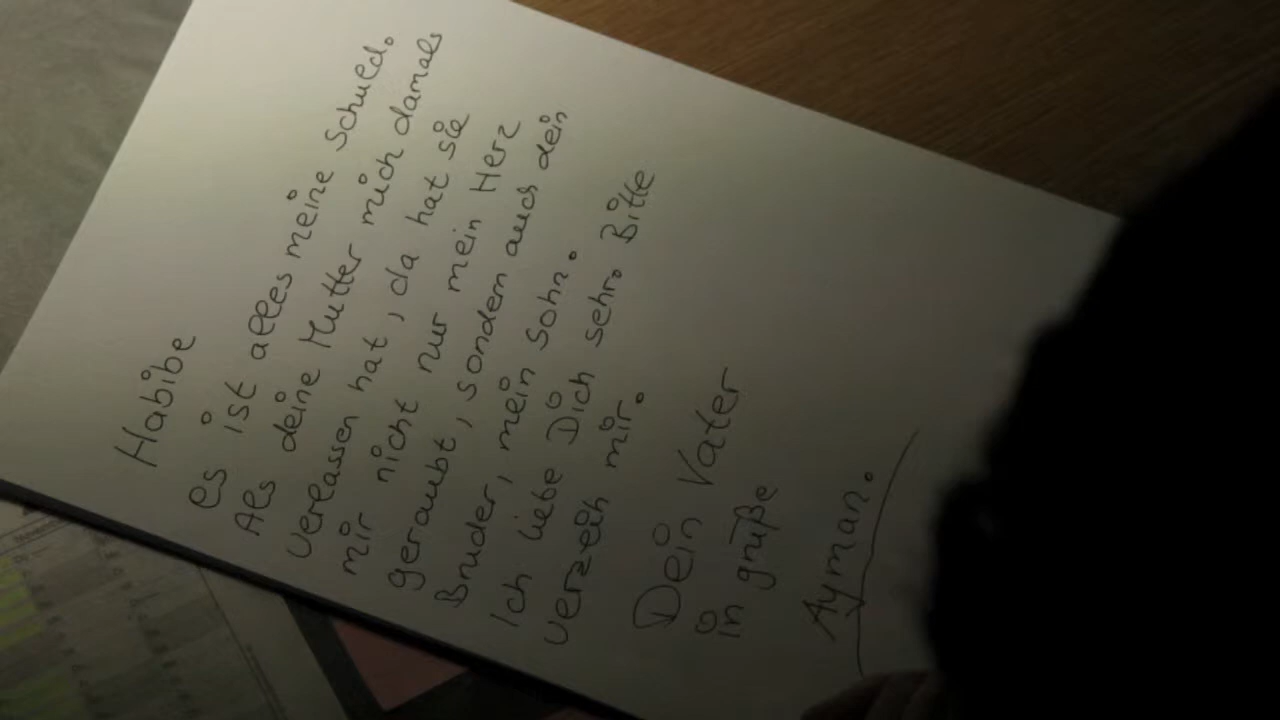 Habibe
es ist alles meine Schuld.
Als deine Mutter mich damals
verlassen hat, da hat sie
mir nicht nur mein Herz
geraubt, sondern auch dein
Bruder, mein Sohn.
Ich liebe Dich sehr. Bitte
verzeih mir.
Dein Vater
in grüße
Ayman.